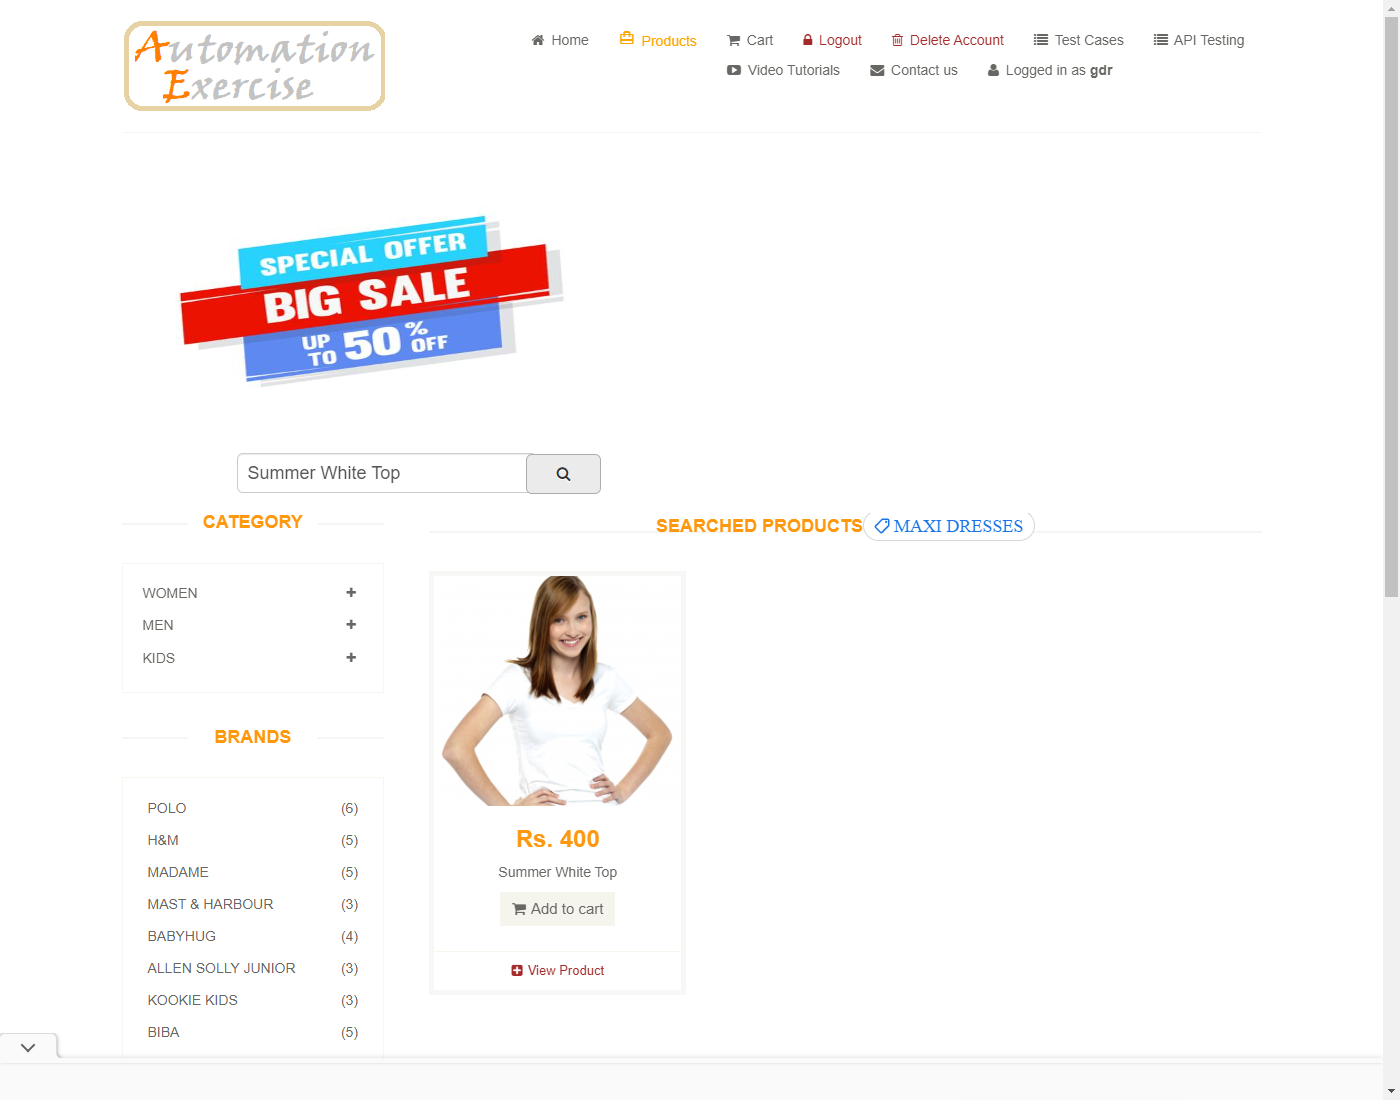 Automation
Exercise
Home
Products
Cart
Logout
Delete Account
Test Cases
API Testing
Video Tutorials
Contact us
Logged in as gdr
SPECIAL OFFER
BIG SALE
UP TO 50% OFF
Summer White Top
CATEGORY
WOMEN
MEN
KIDS
BRANDS
POLO (6)
H&M (5)
MADAME (5)
MAST & HARBOUR (3)
BABYHUG (4)
ALLEN SOLLY JUNIOR (3)
KOOKIE KIDS (3)
BIBA (5)
SEARCHED PRODUCTS
MAXI DRESSES
Rs. 400
Summer White Top
Add to cart
View Product